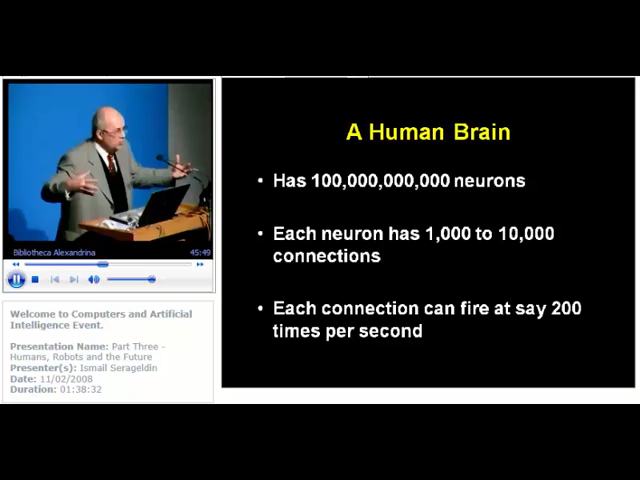 A Human Brain
• Has 100,000,000,000 neurons
• Each neuron has 1,000 to 10,000
connections
• Each connection can fire at say 200
times per second
Bibliotheca Alexandrina 45:49
Welcome to Computers and Artificial
Intelligence Event.
Presentation Name: Part Three -
Humans, Robots and the Future
Presenter(s): Ismail Serageldin
Date: 11/02/2008
Duration: 01:38:32